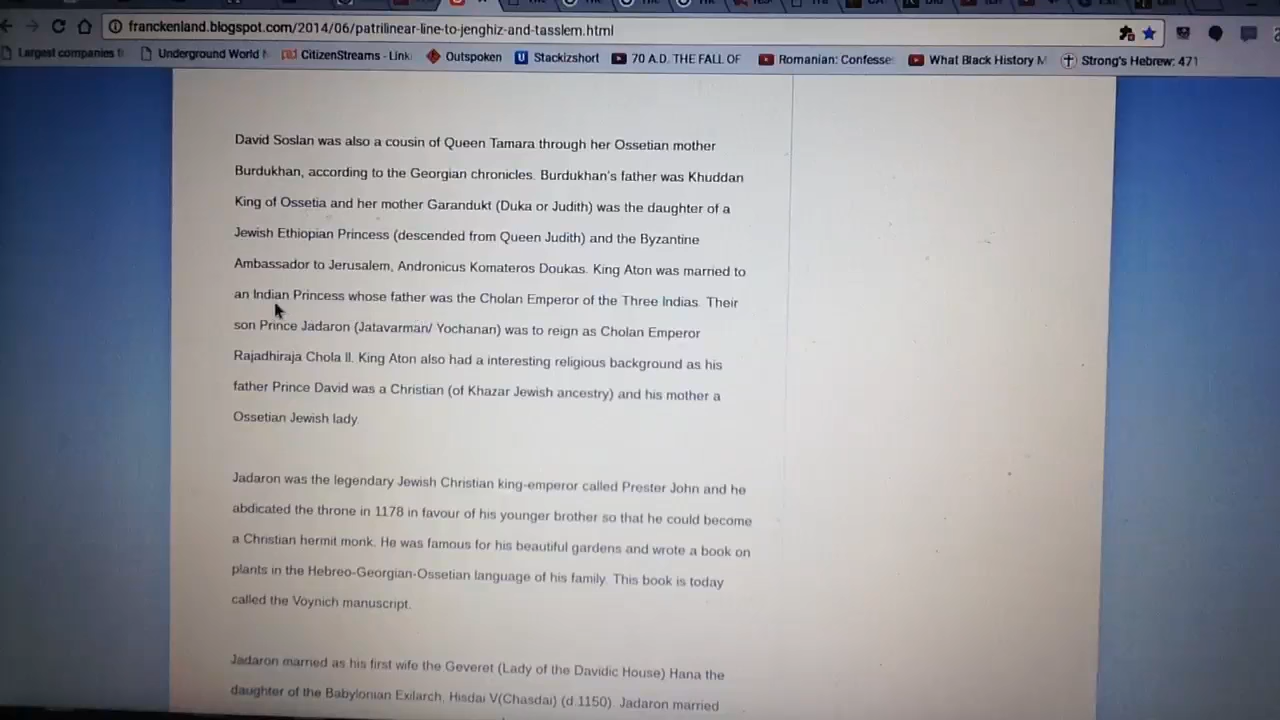 franckenland.blogspot.com/2014/06/patrilinear-line-to-jenghiz-and-tasslem.html
Largest companies Underground World CitizenStreams - Link Outspoken Stackizshort 70 A.D. THE FALL OF Romanian: Confesse What Black History M Strong's Hebrew: 471
David Soslan was also a cousin of Queen Tamara through her Ossetian mother
Burdukhan, according to the Georgian chronicles. Burdukhan's father was Khuddan
King of Ossetia and her mother Garandukt (Duka or Judith) was the daughter of a
Jewish Ethiopian Princess (descended from Queen Judith) and the Byzantine
Ambassador to Jerusalem, Andronicus Komateros Doukas. King Aton was married to
an Indian Princess whose father was the Cholan Emperor of the Three Indias. Their
son Prince Jadaron (Jatavarman/ Yochanan) was to reign as Cholan Emperor
Rajadhiraja Chola II. King Aton also had a interesting religious background as his
father Prince David was a Christian (of Khazar Jewish ancestry) and his mother a
Ossetian Jewish lady.
Jadaron was the legendary Jewish Christian king-emperor called Prester John and he
abdicated the throne in 1178 in favour of his younger brother so that he could become
a Christian hermit monk. He was famous for his beautiful gardens and wrote a book on
plants in the Hebreo-Georgian-Ossetian language of his family. This book is today
called the Voynich manuscript.
Jadaron married as his first wife the Geveret (Lady of the Davidic House) Hana the
daughter of the Babylonian Exilarch, Hisdai V(Chasdai) (d.1150). Jadaron married